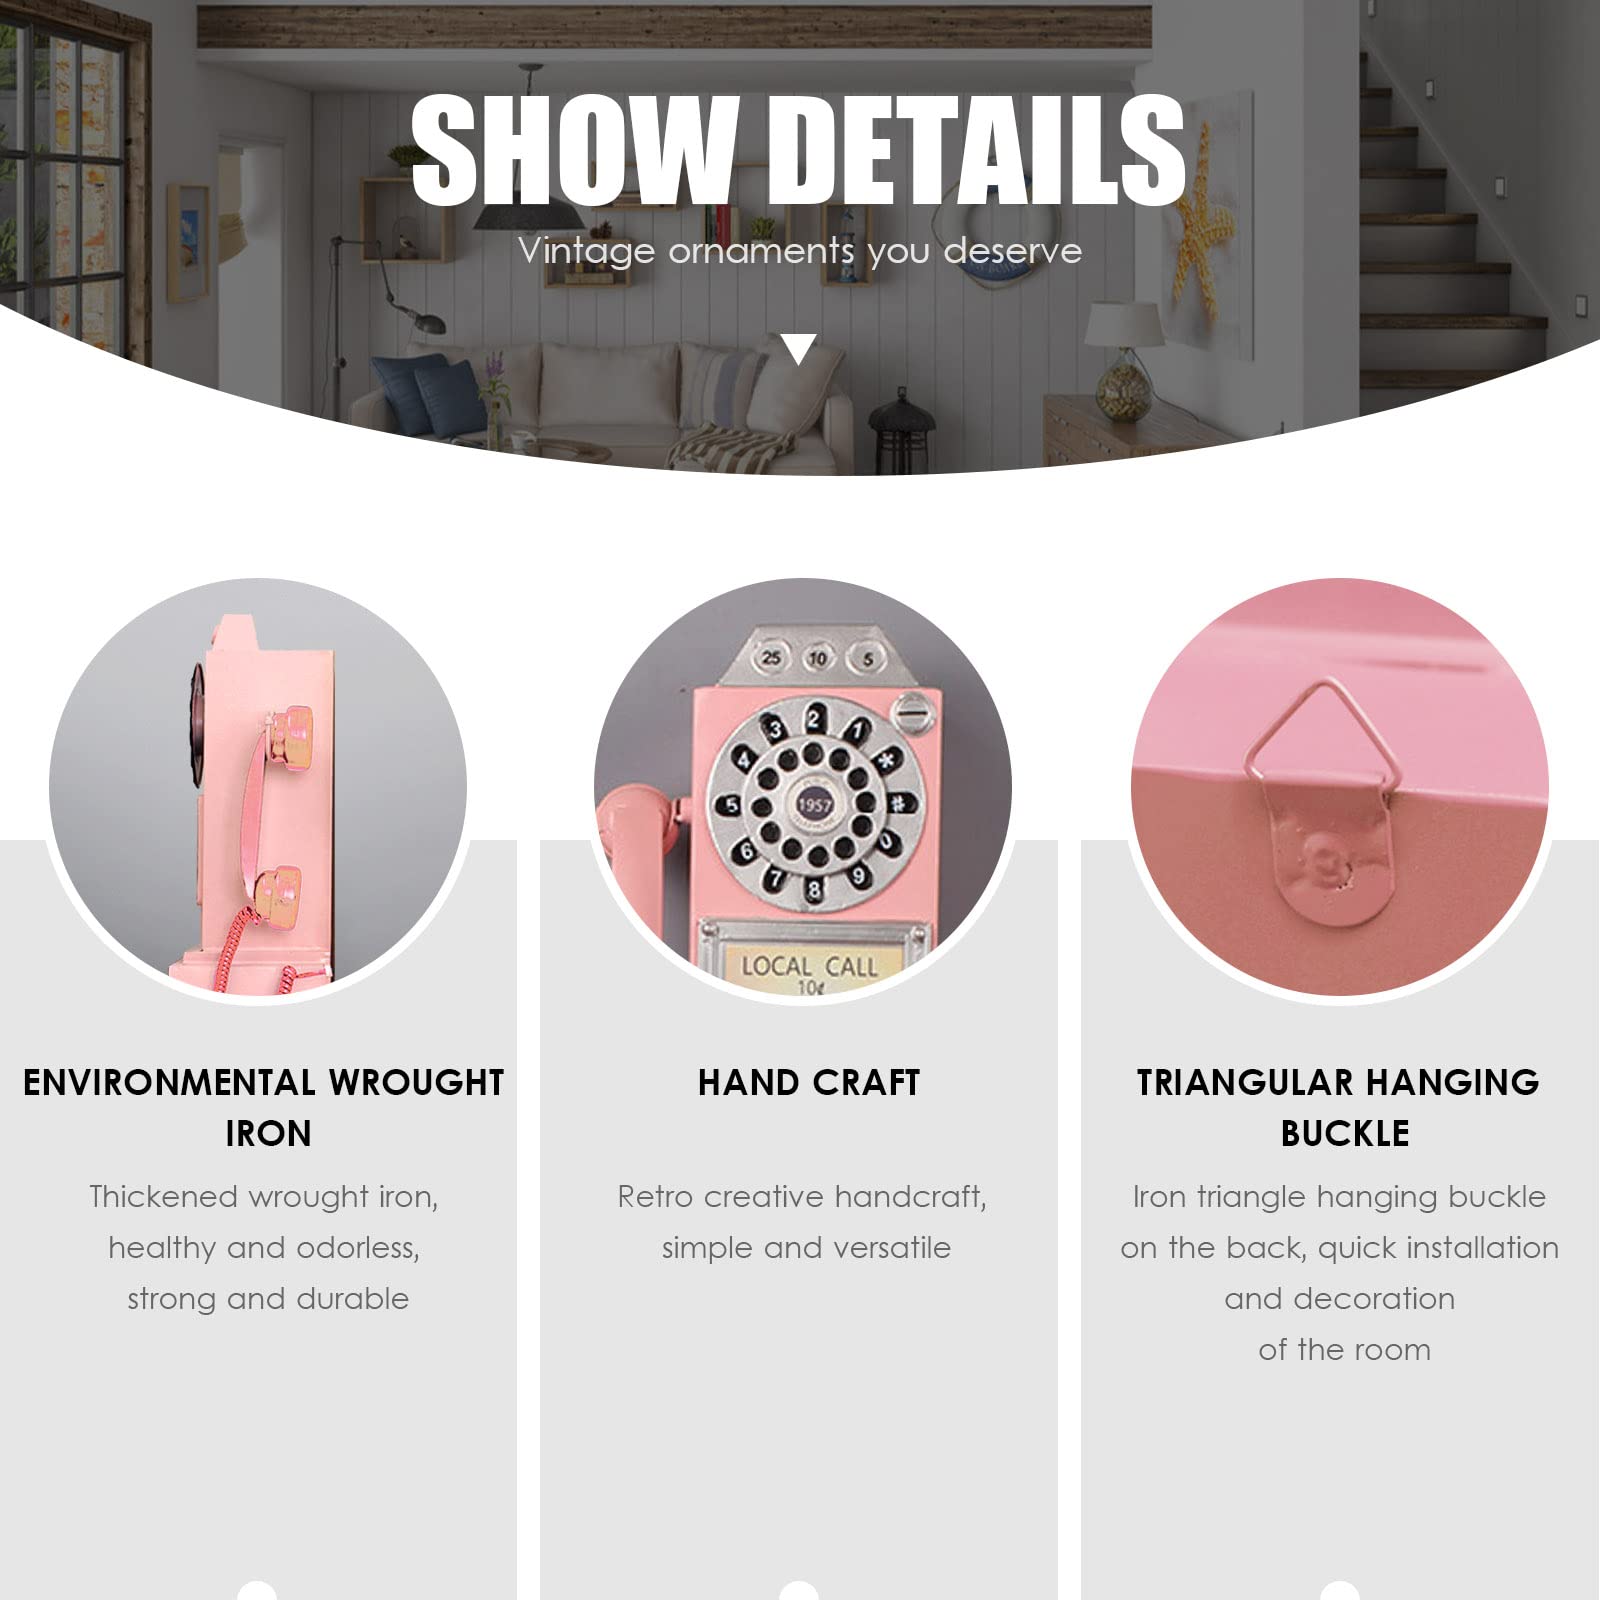 SHOW DETAILS
Vintage ornaments you deserve
25 10 5
3 2 1
4 *
5 1957 #
6 0
7 8 9
LOCAL CALL
10¢
ENVIRONMENTAL WROUGHT
IRON
Thickened wrought iron,
healthy and odorless,
strong and durable
HAND CRAFT
Retro creative handcraft,
simple and versatile
TRIANGULAR HANGING
BUCKLE
Iron triangle hanging buckle
on the back, quick installation
and decoration
of the room